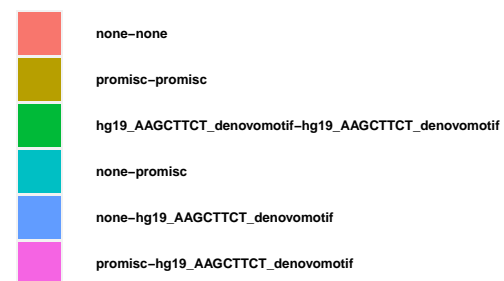 none–none
promisc–promisc
hg19_AAGCTTCT_denovomotif–hg19_AAGCTTCT_denovomotif
none–promisc
none–hg19_AAGCTTCT_denovomotif
promisc–hg19_AAGCTTCT_denovomotif